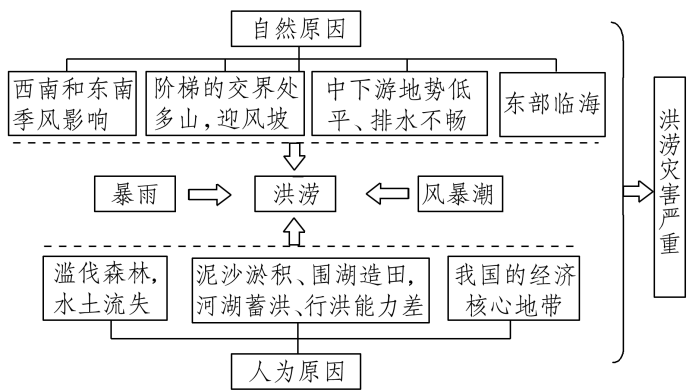 自然原因
西南和东南
季风影响
阶梯的交界处
多山,迎风坡
中下游地势低
平、排水不畅
东部临海
暴雨
洪涝
风暴潮
滥伐森林,
水土流失
泥沙淤积、围湖造田,
河湖蓄洪、行洪能力差
我国的经济
核心地带
人为原因
洪涝灾害严重